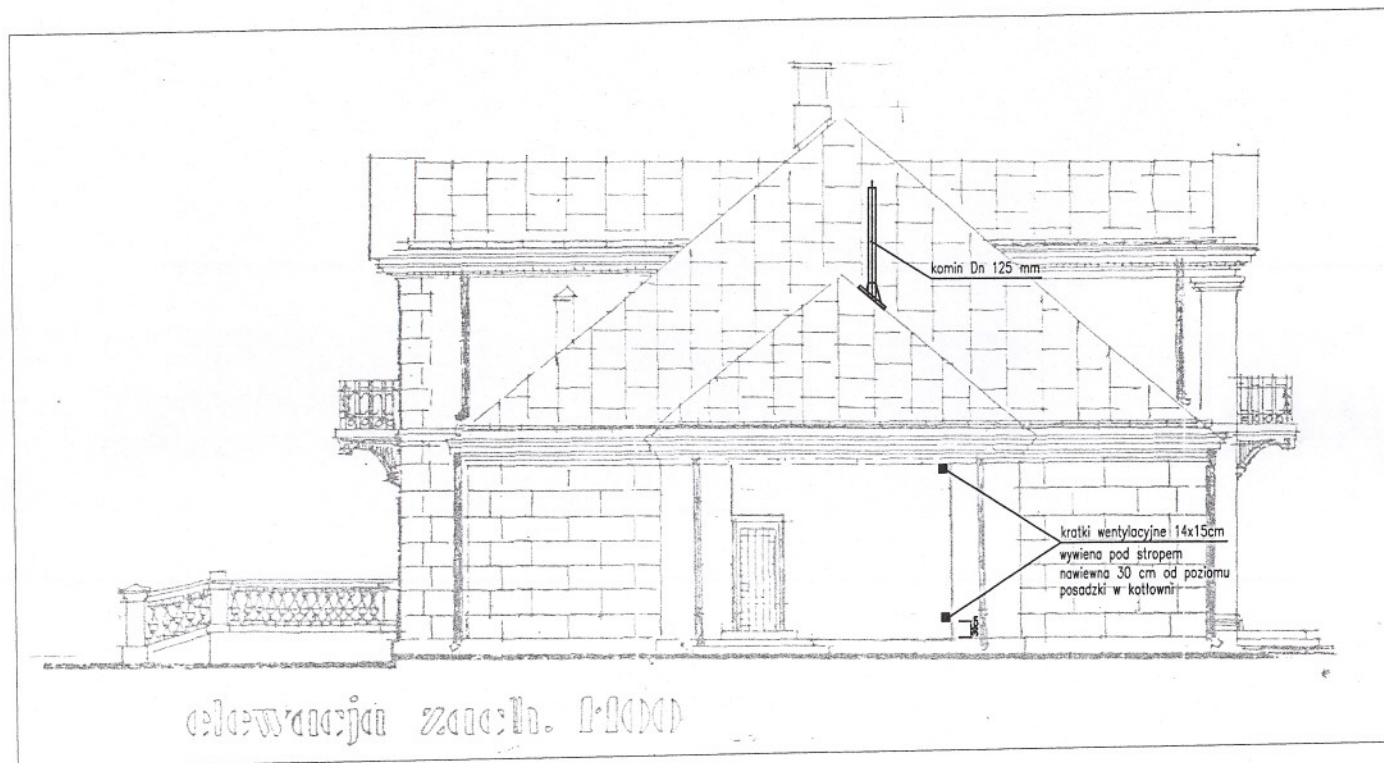 komin Dn 125 mm
kratki wentylacyjne 14x15cm
wywiena pod stropem
nawiewna 30 cm od poziomu
posadzki w kotłowni
elewacja zach. 1:100